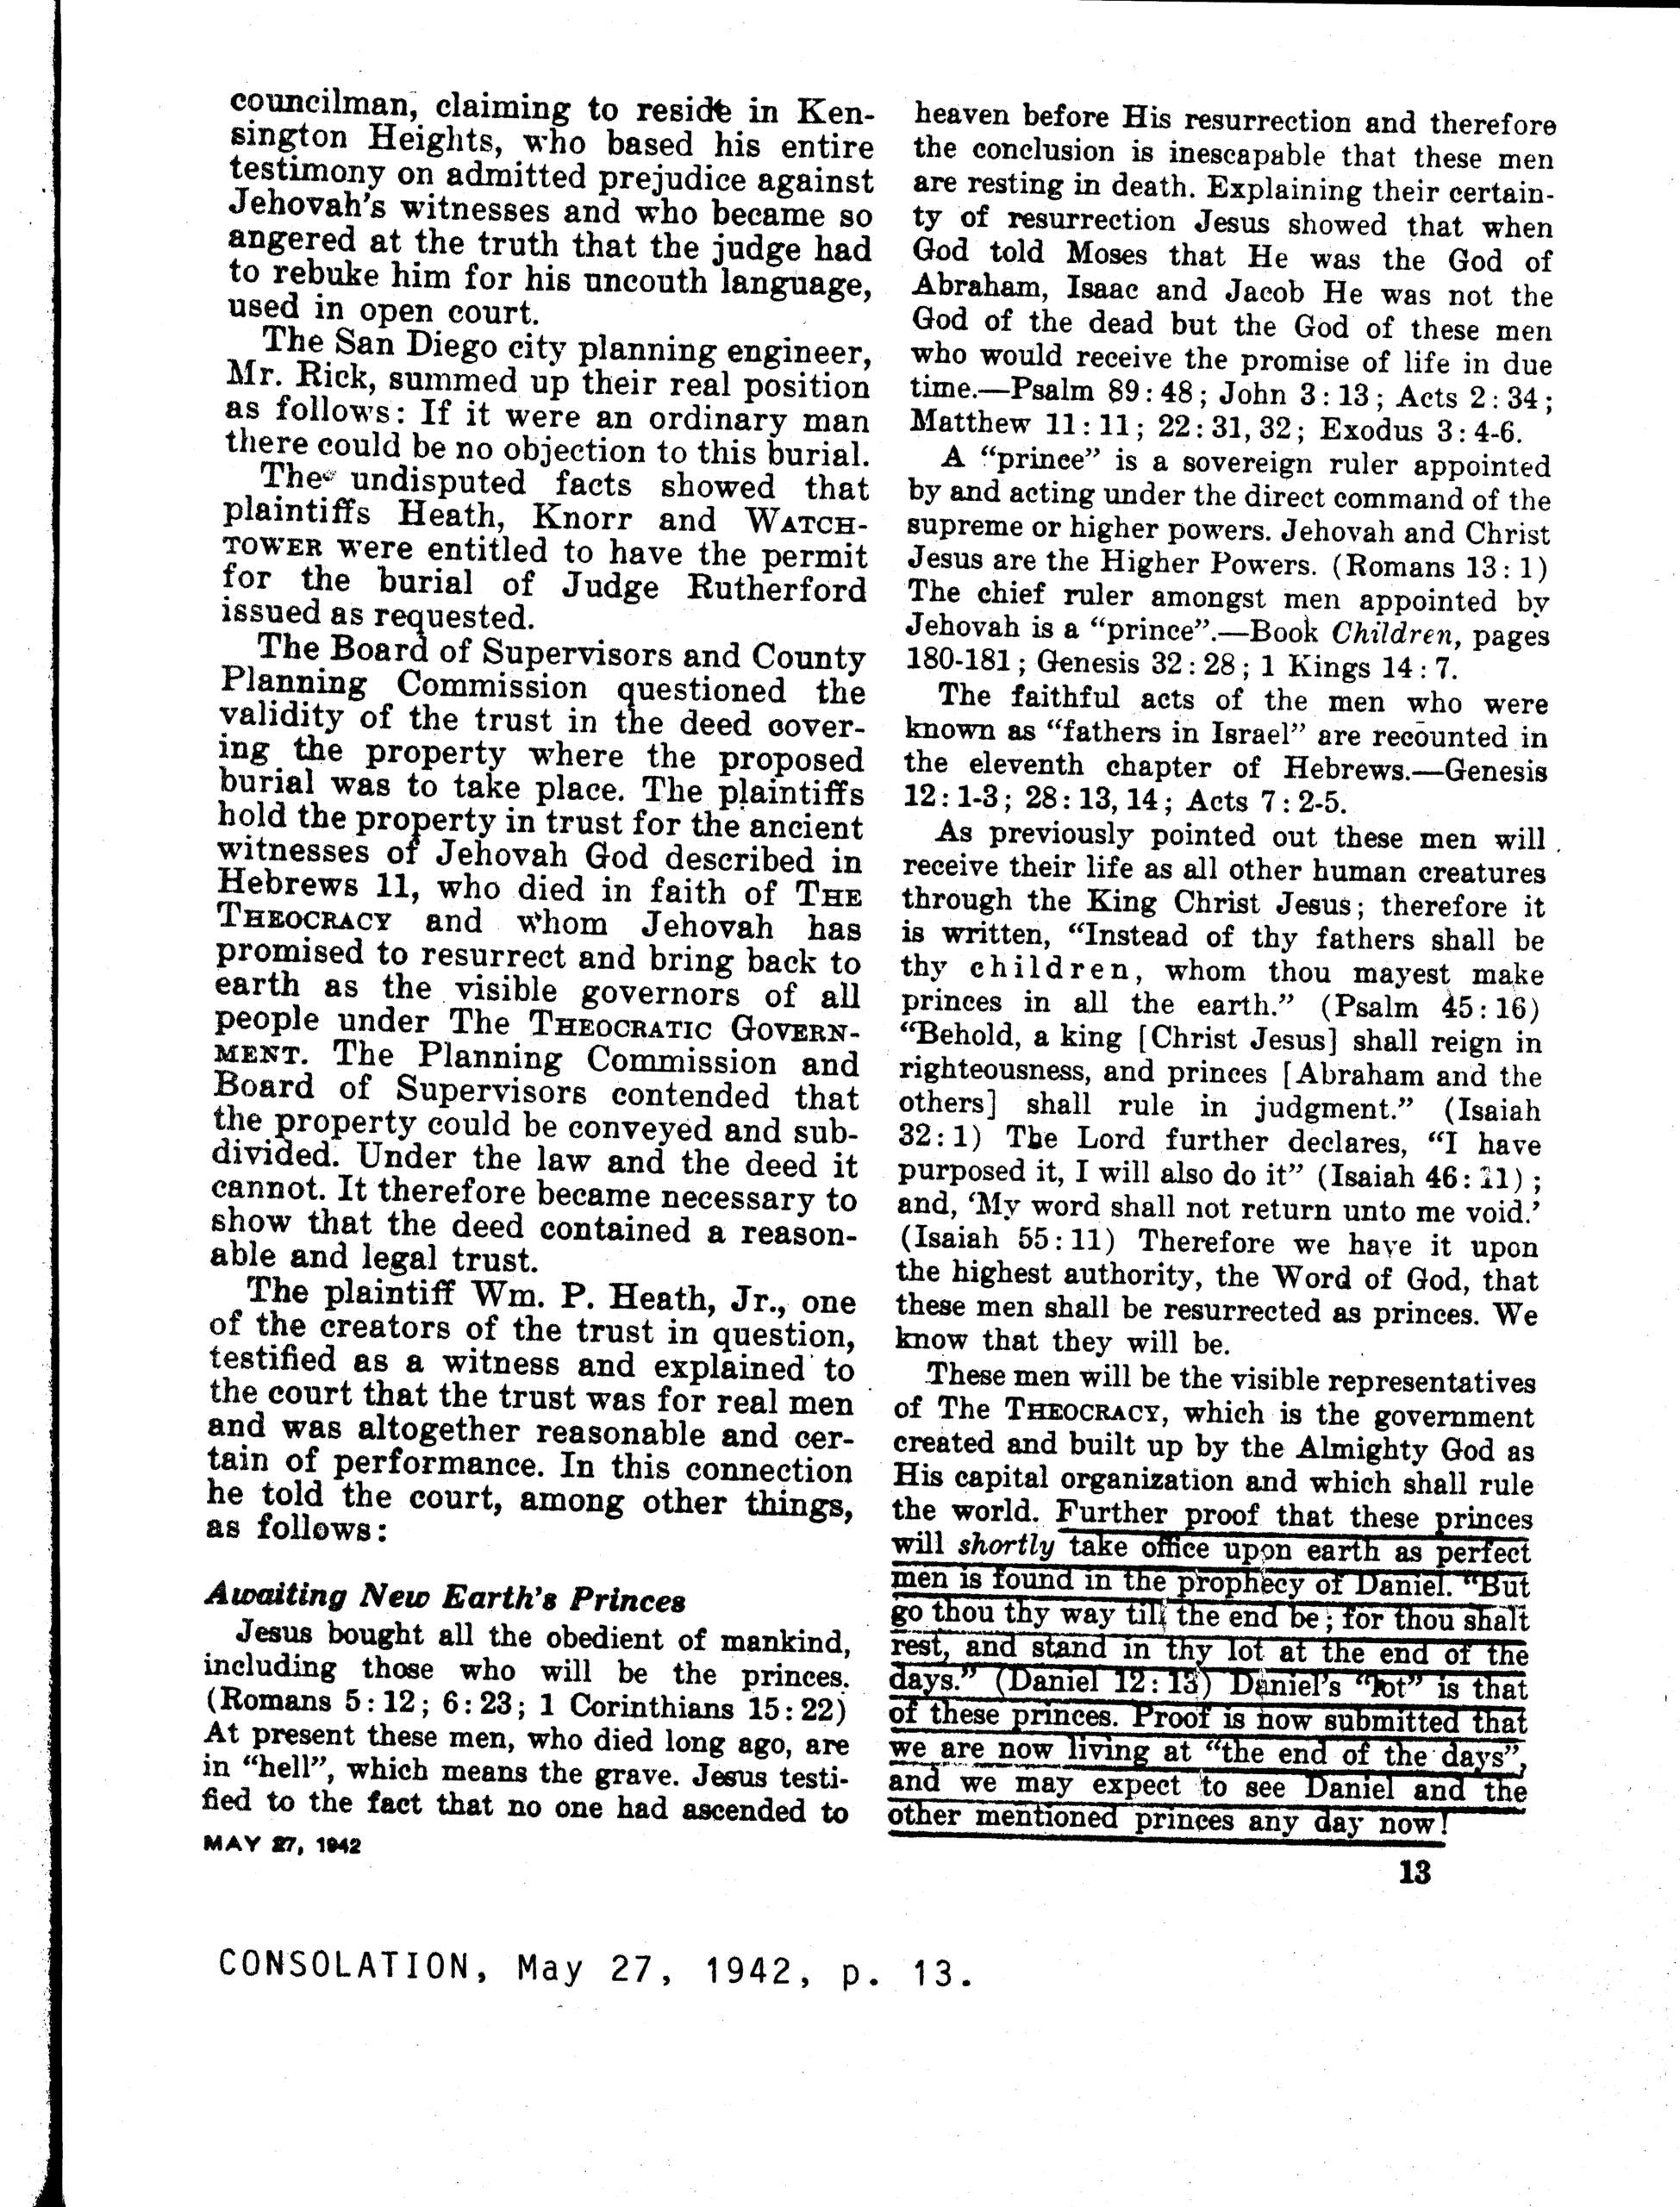 councilman, claiming to reside in Ken-
sington Heights, who based his entire
testimony on admitted prejudice against
Jehovah's witnesses and who became so
angered at the truth that the judge had
to rebuke him for his uncouth language,
used in open court.
The San Diego city planning engineer,
Mr. Rick, summed up their real position
as follows: If it were an ordinary man
there could be no objection to this burial.
The undisputed facts showed that
plaintiffs Heath, Knorr and WATCH-
TOWER were entitled to have the permit
for the burial of Judge Rutherford
issued as requested.
The Board of Supervisors and County
Planning Commission questioned the
validity of the trust in the deed cover-
ing the property where the proposed
burial was to take place. The plaintiffs
hold the property in trust for the ancient
witnesses of Jehovah God described in
Hebrews 11, who died in faith of THE
THEOCRACY and whom Jehovah has
promised to resurrect and bring back to
earth as the visible governors of all
people under The THEOCRATIC GOVERN-
MENT. The Planning Commission and
Board of Supervisors contended that
the property could be conveyed and sub-
divided. Under the law and the deed it
cannot. It therefore became necessary to
show that the deed contained a reason-
able and legal trust.
The plaintiff Wm. P. Heath, Jr., one
of the creators of the trust in question,
testified as a witness and explained to
the court that the trust was for real men
and was altogether reasonable and cer-
tain of performance. In this connection
he told the court, among other things,
as follows:
Awaiting New Earth's Princes
Jesus bought all the obedient of mankind,
including those who will be the princes.
(Romans 5:12; 6:23; 1 Corinthians 15:22)
At present these men, who died long ago, are
in "hell", which means the grave. Jesus testi-
fied to the fact that no one had ascended to
MAY 27, 1942
heaven before His resurrection and therefore
the conclusion is inescapable that these men
are resting in death. Explaining their certain-
ty of resurrection Jesus showed that when
God told Moses that He was the God of
Abraham, Isaac and Jacob He was not the
God of the dead but the God of these men
who would receive the promise of life in due
time.—Psalm 89:48; John 3:13; Acts 2:34;
Matthew 11:11; 22:31, 32; Exodus 3:4-6.
A "prince" is a sovereign ruler appointed
by and acting under the direct command of the
supreme or higher powers. Jehovah and Christ
Jesus are the Higher Powers. (Romans 13:1)
The chief ruler amongst men appointed by
Jehovah is a "prince".—Book Children, pages
180-181; Genesis 32:28; 1 Kings 14:7.
The faithful acts of the men who were
known as "fathers in Israel" are recounted in
the eleventh chapter of Hebrews.—Genesis
12:1-3; 28:13, 14; Acts 7:2-5.
As previously pointed out these men will
receive their life as all other human creatures
through the King Christ Jesus; therefore it
is written, "Instead of thy fathers shall be
thy children, whom thou mayest make
princes in all the earth." (Psalm 45:16)
"Behold, a king [Christ Jesus] shall reign in
righteousness, and princes [Abraham and the
others] shall rule in judgment." (Isaiah
32:1) The Lord further declares, "I have
purposed it, I will also do it" (Isaiah 46:11);
and, 'My word shall not return unto me void.'
(Isaiah 55:11) Therefore we have it upon
the highest authority, the Word of God, that
these men shall be resurrected as princes. We
know that they will be.
These men will be the visible representatives
of The THEOCRACY, which is the government
created and built up by the Almighty God as
His capital organization and which shall rule
the world. Further proof that these princes
will shortly take office upon earth as perfect
men is found in the prophecy of Daniel. "But
go thou thy way till the end be; for thou shalt
rest, and stand in thy lot at the end of the
days." (Daniel 12:13) Daniel's "lot" is that
of these princes. Proof is now submitted that
we are now living at "the end of the days",
and we may expect to see Daniel and the
other mentioned princes any day now!
13
CONSOLATION, May 27, 1942, p. 13.